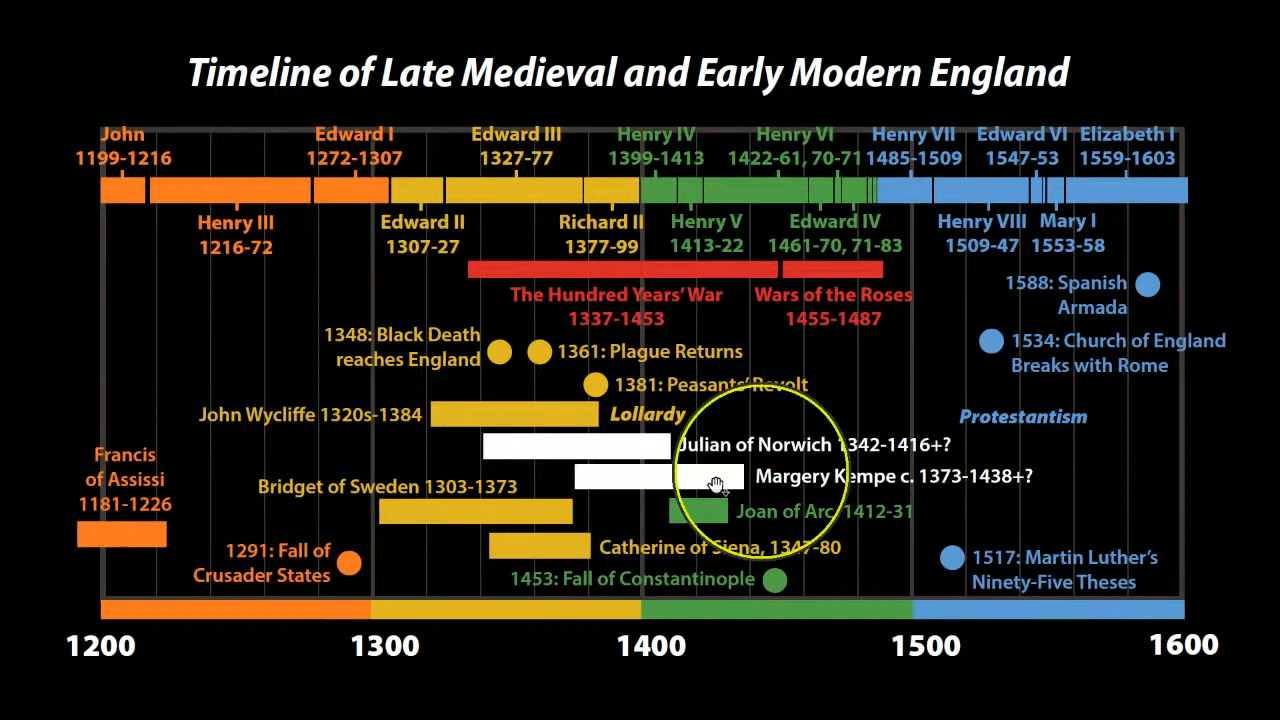 Timeline of Late Medieval and Early Modern England
John
1199-1216
Edward I
1272-1307
Edward III
1327-77
Henry IV
1399-1413
Henry VI
1422-61, 70-71
Henry VII
1485-1509
Edward VI
1547-53
Elizabeth I
1559-1603
Henry III
1216-72
Edward II
1307-27
Richard II
1377-99
Henry V
1413-22
Edward IV
1461-70, 71-83
Henry VIII
1509-47
Mary I
1553-58
The Hundred Years' War
1337-1453
Wars of the Roses
1455-1487
1588: Spanish
Armada
1348: Black Death
reaches England
1361: Plague Returns
1534: Church of England
Breaks with Rome
1381: Peasants' Revolt
John Wycliffe 1320s-1384
Lollardy
Protestantism
Julian of Norwich 1342-1416+?
Francis
of Assissi
1181-1226
Margery Kempe c. 1373-1438+?
Bridget of Sweden 1303-1373
Joan of Arc, 1412-31
Catherine of Siena, 1347-80
1291: Fall of
Crusader States
1453: Fall of Constantinople
1517: Martin Luther's
Ninety-Five Theses
1200
1300
1400
1500
1600